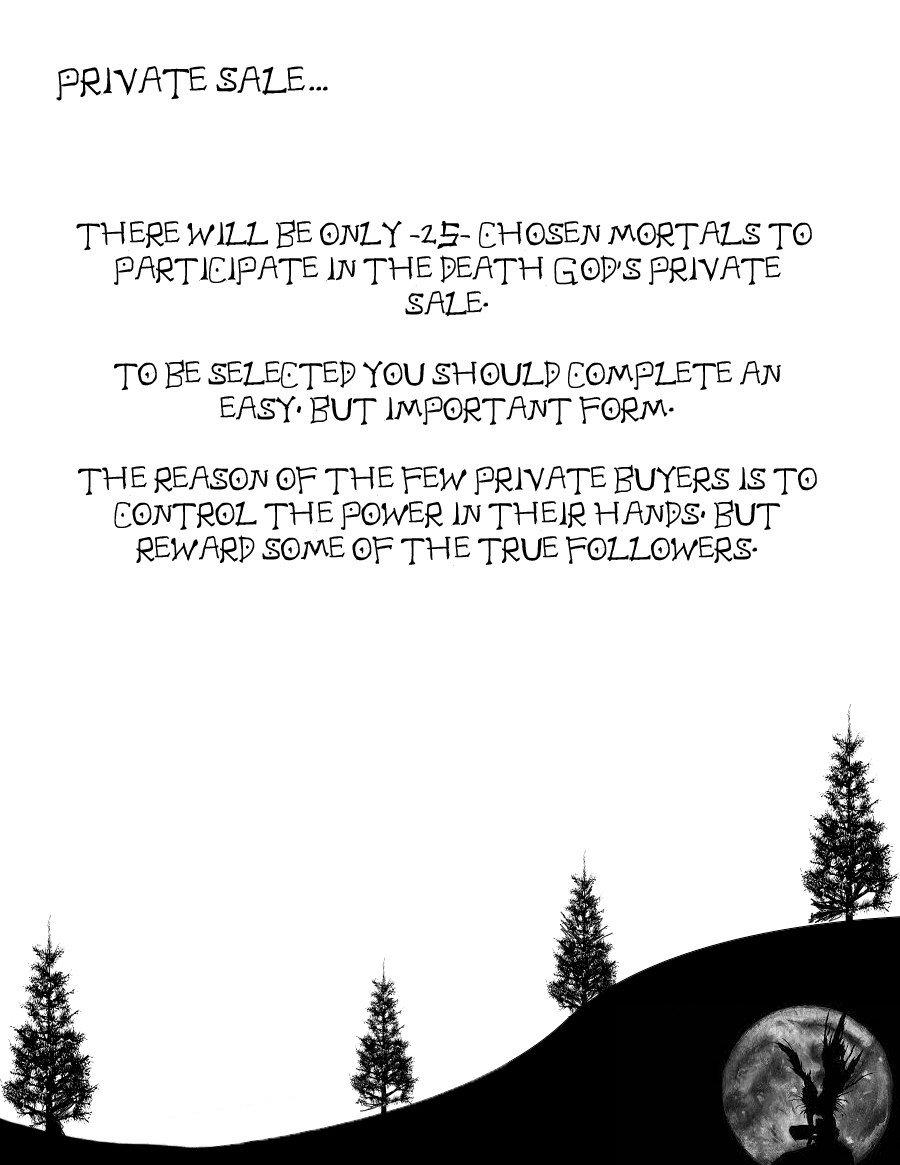 PRIVATE SALE...
THERE WILL BE ONLY -25- CHOSEN MORTALS TO
PARTICIPATE IN THE DEATH GOD'S PRIVATE
SALE.
TO BE SELECTED YOU SHOULD COMPLETE AN
EASY, BUT IMPORTANT FORM.
THE REASON OF THE FEW PRIVATE BUYERS IS TO
CONTROL THE POWER IN THEIR HANDS, BUT
REWARD SOME OF THE TRUE FOLLOWERS.